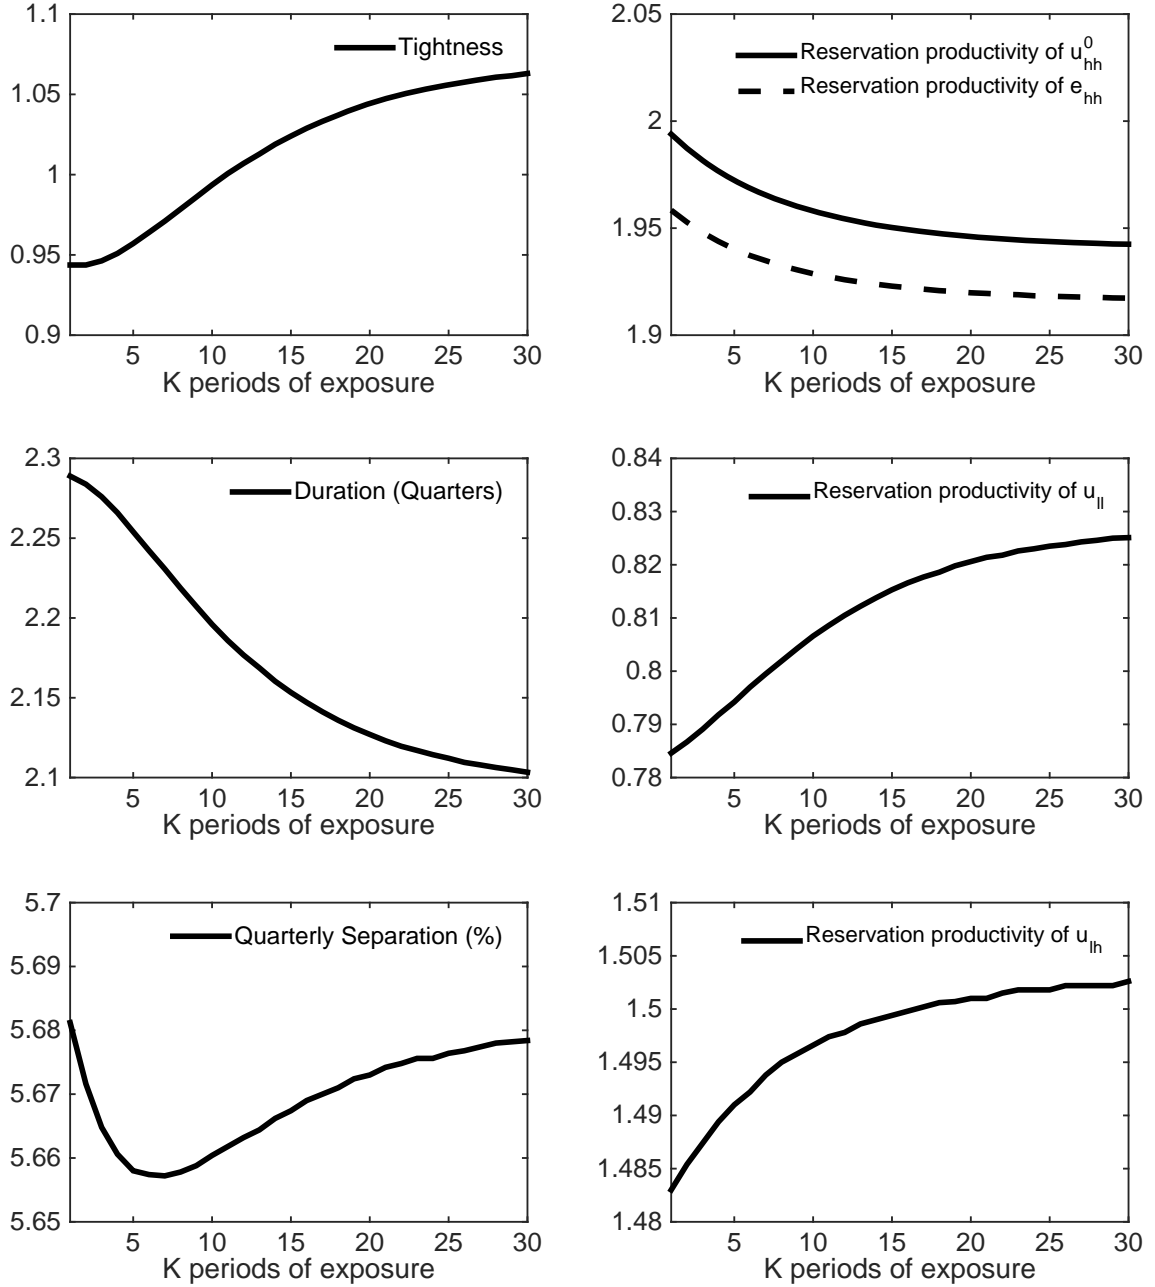 1.1
1.05
1
0.95
0.9
Tightness
5 10 15 20 25 30
K periods of exposure
2.05
2
1.95
1.9
Reservation productivity of u⁰hh
Reservation productivity of ehh
5 10 15 20 25 30
K periods of exposure
2.3
2.25
2.2
2.15
2.1
Duration (Quarters)
5 10 15 20 25 30
K periods of exposure
0.84
0.83
0.82
0.81
0.8
0.79
0.78
Reservation productivity of ull
5 10 15 20 25 30
K periods of exposure
5.7
5.69
5.68
5.67
5.66
5.65
Quarterly Separation (%)
5 10 15 20 25 30
K periods of exposure
1.51
1.505
1.5
1.495
1.49
1.485
1.48
Reservation productivity of ulh
5 10 15 20 25 30
K periods of exposure